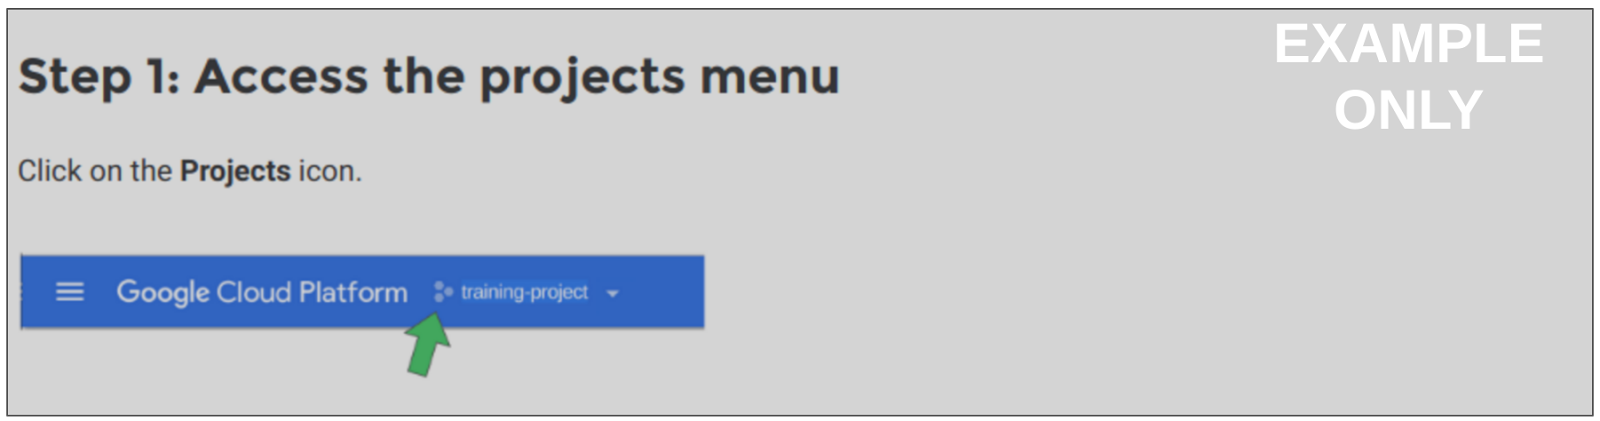 EXAMPLE
ONLY
Step 1: Access the projects menu
Click on the Projects icon.
Google Cloud Platform training-project